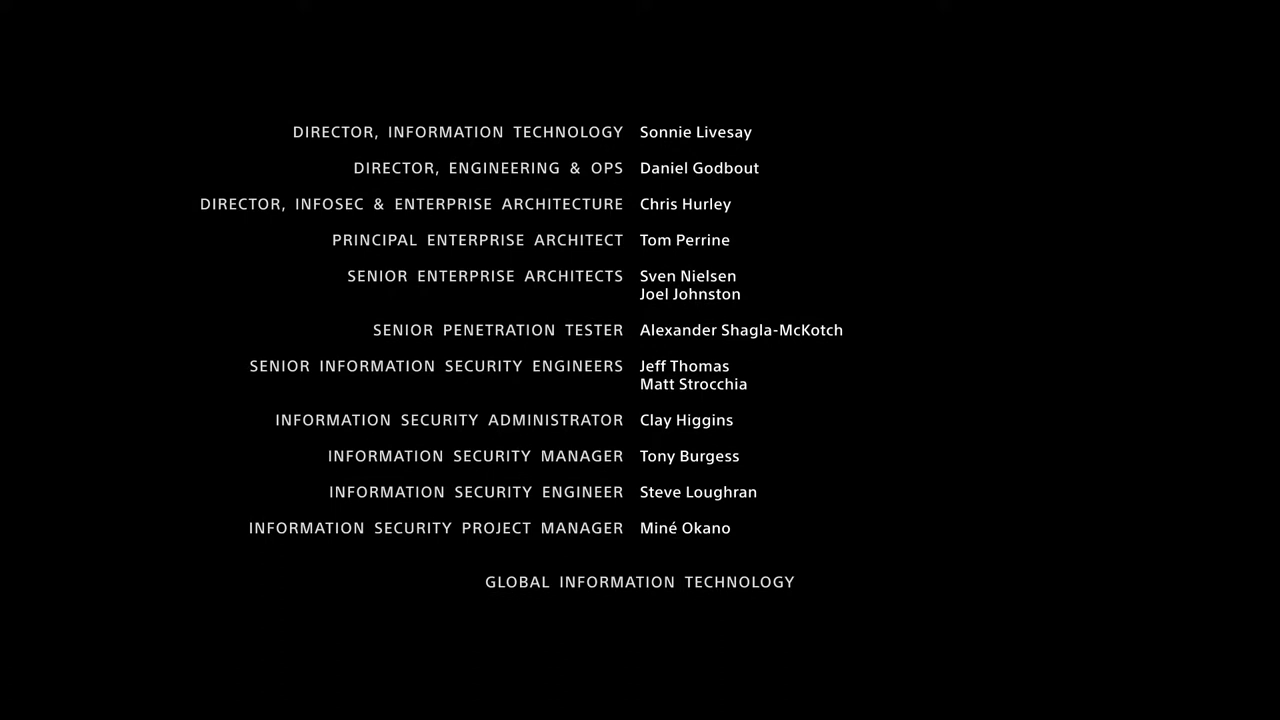 DIRECTOR, INFORMATION TECHNOLOGY Sonnie Livesay
DIRECTOR, ENGINEERING & OPS Daniel Godbout
DIRECTOR, INFOSEC & ENTERPRISE ARCHITECTURE Chris Hurley
PRINCIPAL ENTERPRISE ARCHITECT Tom Perrine
SENIOR ENTERPRISE ARCHITECTS Sven Nielsen
Joel Johnston
SENIOR PENETRATION TESTER Alexander Shagla-McKotch
SENIOR INFORMATION SECURITY ENGINEERS Jeff Thomas
Matt Strocchia
INFORMATION SECURITY ADMINISTRATOR Clay Higgins
INFORMATION SECURITY MANAGER Tony Burgess
INFORMATION SECURITY ENGINEER Steve Loughran
INFORMATION SECURITY PROJECT MANAGER Miné Okano
GLOBAL INFORMATION TECHNOLOGY